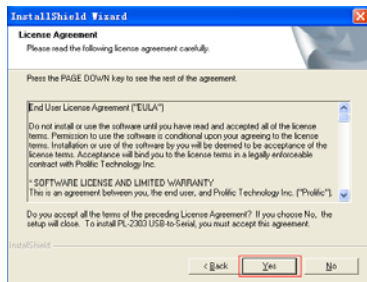 InstallShield Wizard
License Agreement
Please read the following license agreement carefully.
Press the PAGE DOWN key to see the rest of the agreement.
End User License Agreement ("EULA")
Do not install or use the software until you have read and accepted all of the license
terms. Permission to use the software is conditional upon your agreeing to the license
terms. Installation or use of the software by you will be deemed to be acceptance of the
license terms. Acceptance will bind you to the license terms in a legally enforceable
contract with Prolific Technology Inc.
* SOFTWARE LICENSE AND LIMITED WARRANTY
This is an agreement between you, the end user, and Prolific Technology Inc. ("Prolific").
Do you accept all the terms of the preceding License Agreement? If you choose No, the
setup will close. To install PL-2303 USB-to-Serial, you must accept this agreement.
InstallShield
< Back Yes No